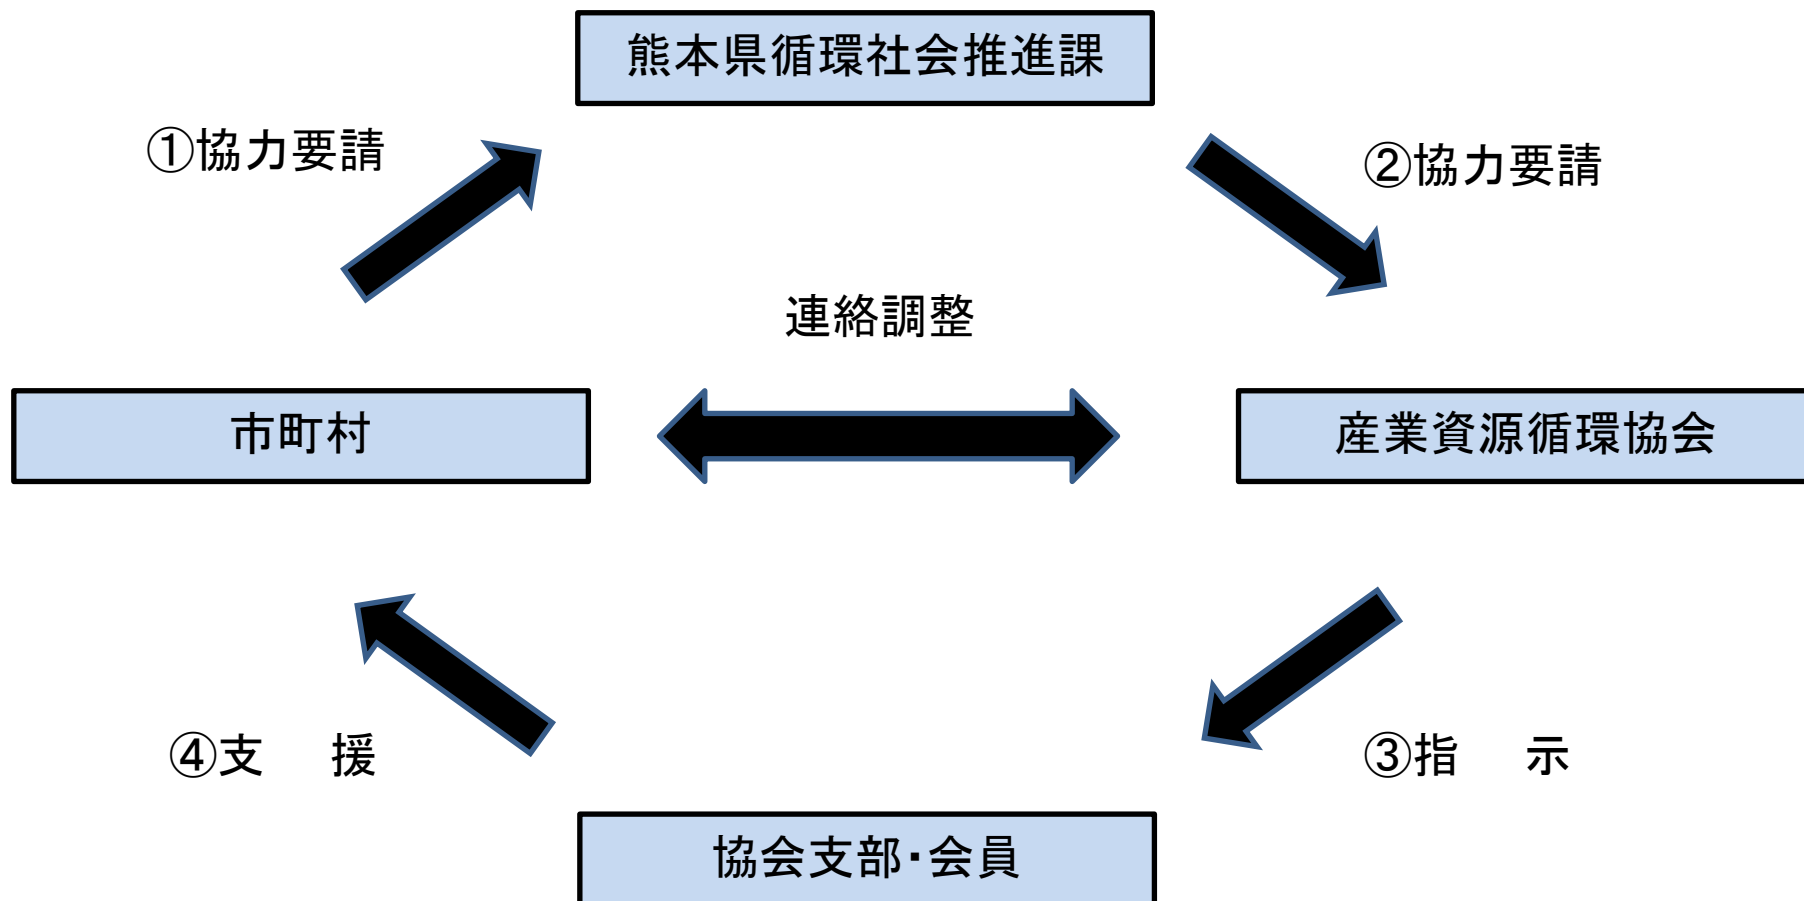 熊本県循環社会推進課
①協力要請
②協力要請
連絡調整
市町村
産業資源循環協会
④支　援
③指　示
協会支部・会員